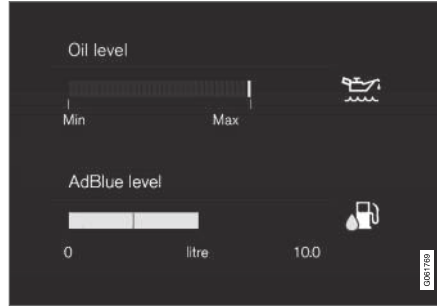 Oil level
Min Max
AdBlue level
0 litre 10.0
G061769